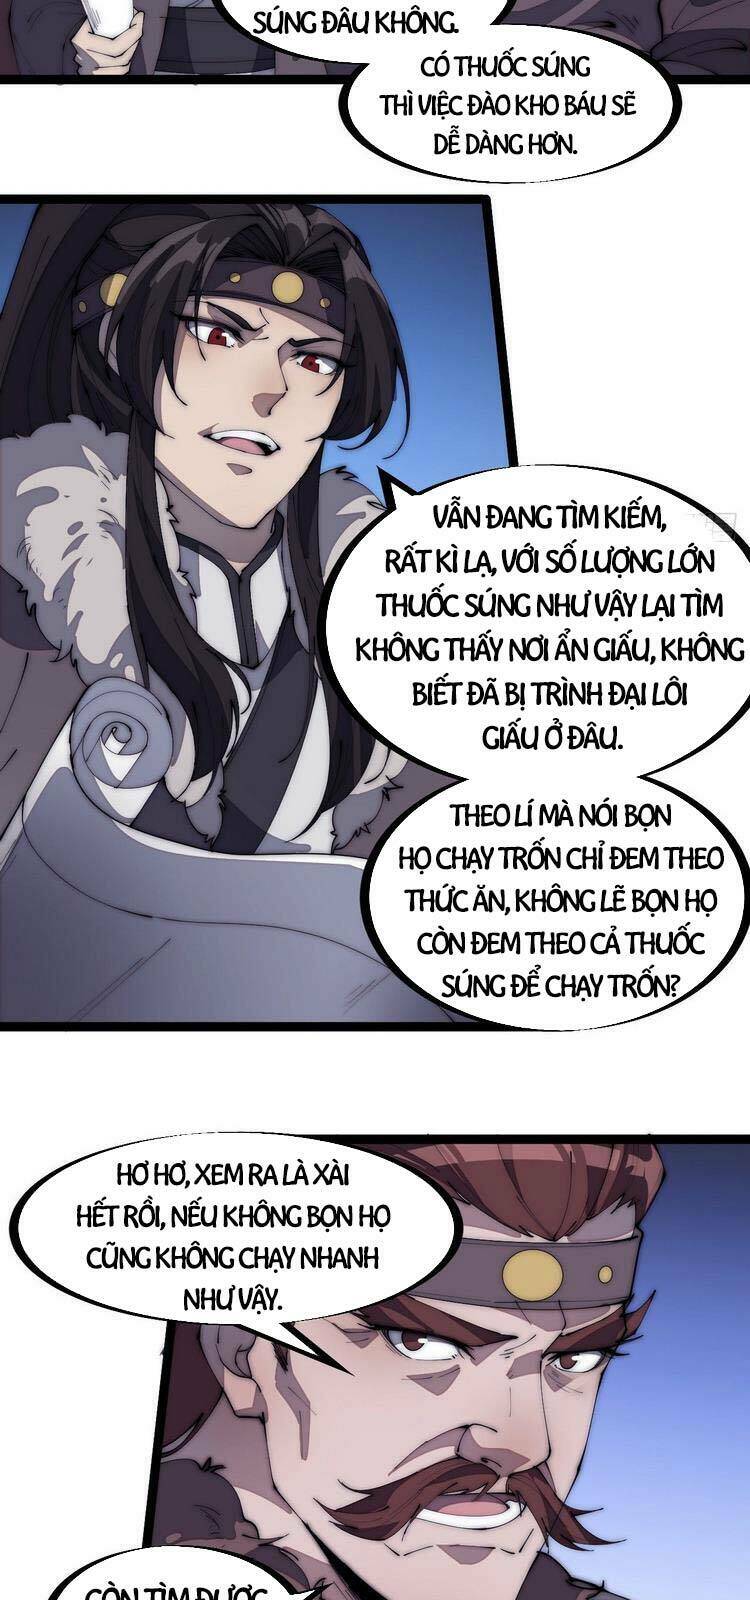 SÚNG ĐÂU KHÔNG.
CÓ THUỐC SÚNG
THÌ VIỆC ĐÀO KHO BÁU SẼ
DỄ DÀNG HƠN.
VẪN ĐANG TÌM KIẾM,
RẤT KÌ LẠ, VỚI SỐ LƯỢNG LỚN
THUỐC SÚNG NHƯ VẬY LẠI TÌM
KHÔNG THẤY NƠI ẨN GIẤU, KHÔNG
BIẾT ĐÃ BỊ TRÌNH ĐẠI LÔI
GIẤU Ở ĐÂU.
THEO LÍ MÀ NÓI BỌN
HỌ CHẠY TRỐN CHỈ ĐEM THEO
THỨC ĂN, KHÔNG LẼ BỌN HỌ
CÒN ĐEM THEO CẢ THUỐC
SÚNG ĐỂ CHẠY TRỐN?
HƠ HƠ, XEM RA LÀ XÀI
HẾT RỒI, NẾU KHÔNG BỌN HỌ
CŨNG KHÔNG CHẠY NHANH
NHƯ VẬY.
CÒN TÌM ĐƯỢC